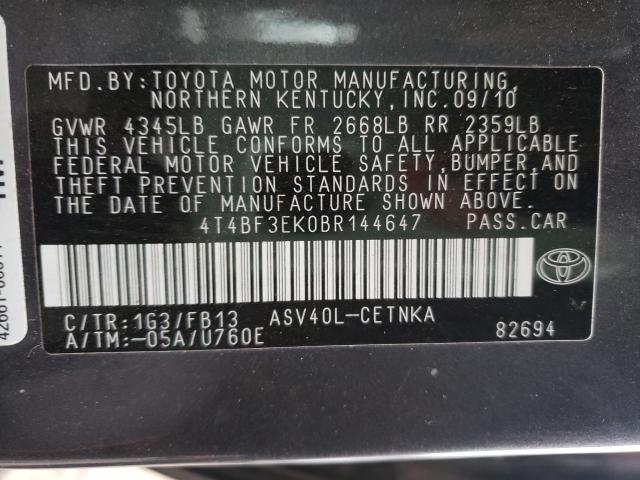 MFD.BY: TOYOTA MOTOR MANUFACTURING,
NORTHERN KENTUCKY, INC. 09/10
GVWR 4345LB GAWR FR 2668LB RR 2359LB
THIS VEHICLE CONFORMS TO ALL APPLICABLE
FEDERAL MOTOR VEHICLE SAFETY, BUMPER, AND
THEFT PREVENTION STANDARDS IN EFFECT ON
THE DATE OF MANUFACTURE SHOWN ABOVE.
4T4BF3EK0BR144647 PASS.CAR
C/TR: 1G3/FB13 ASV40L-CETNKA
A/TM: -05A/U760E 82694
TOYOTA